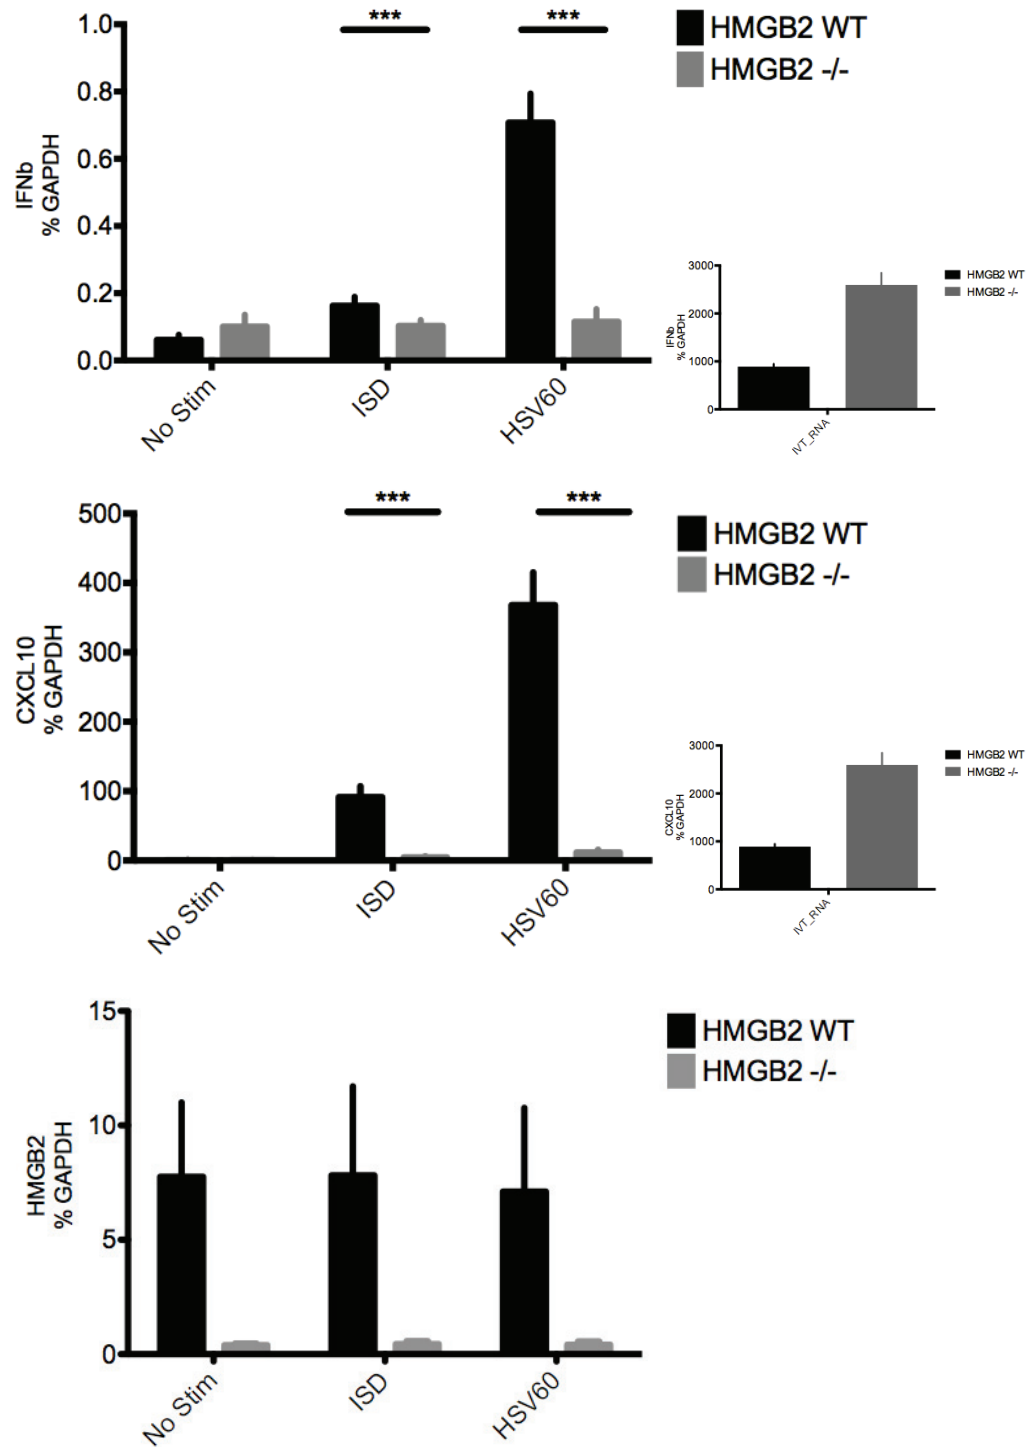 ***
***
HMGB2 WT
HMGB2 -/-
1.0
0.8
0.6
0.4
0.2
0.0
IFNb
% GAPDH
No Stim
ISD
HSV60
3000
2000
1000
0
IFNb
% GAPDH
IVT_RNA
HMGB2 WT
HMGB2 -/-
***
***
HMGB2 WT
HMGB2 -/-
500
400
300
200
100
0
CXCL10
% GAPDH
No Stim
ISD
HSV60
3000
2000
1000
0
CXCL10
% GAPDH
IVT_RNA
HMGB2 WT
HMGB2 -/-
15
10
5
0
HMGB2
% GAPDH
No Stim
ISD
HSV60
HMGB2 WT
HMGB2 -/-